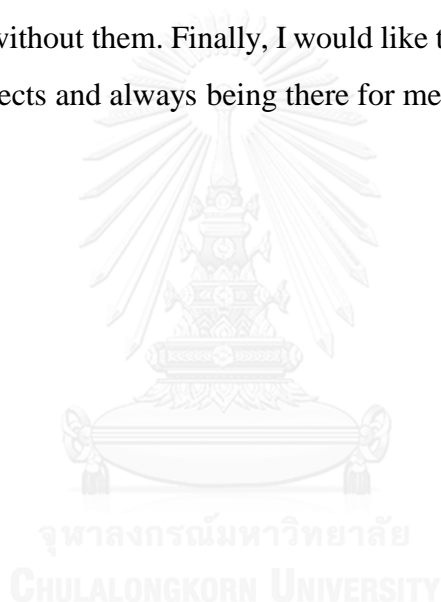 without them. Finally, I would like t
ects and always being there for me
จุฬาลงกรณ์มหาวิทยาลัย
CHULALONGKORN UNIVERSITY